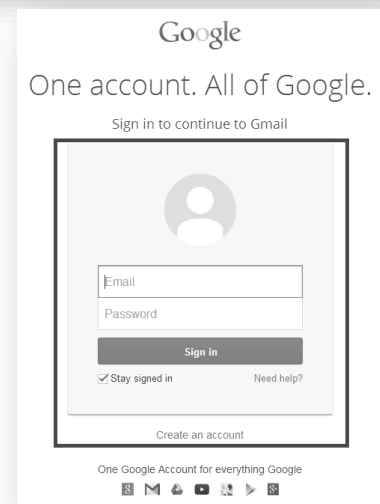 Google
One account. All of Google.
Sign in to continue to Gmail
Email
Password
Sign in
Stay signed in Need help?
Create an account
One Google Account for everything Google